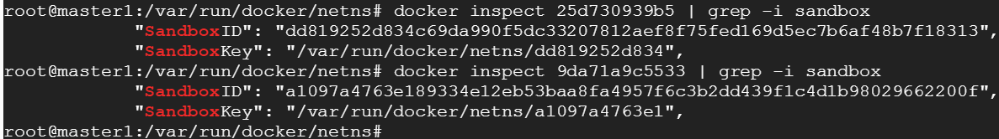 root@master1:/var/run/docker/netns# docker inspect 25d730939b5 | grep -i sandbox
"SandboxID": "dd819252d834c69da990f5dc33207812aef8f75fed169d5ec7b6af48b7f18313",
"SandboxKey": "/var/run/docker/netns/dd819252d834",
root@master1:/var/run/docker/netns# docker inspect 9da71a9c5533 | grep -i sandbox
"SandboxID": "a1097a4763e189334e12eb53baa8fa4957f6c3b2dd439f1c4d1b98029662200f",
"SandboxKey": "/var/run/docker/netns/a1097a4763e1",
root@master1:/var/run/docker/netns#